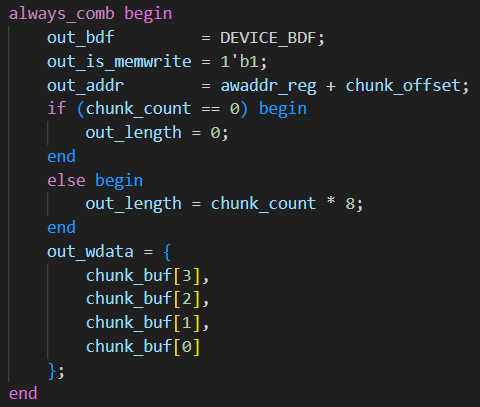 always_comb begin
    out_bdf         = DEVICE_BDF;
    out_is_memwrite = 1'b1;
    out_addr        = awaddr_reg + chunk_offset;
    if (chunk_count == 0) begin
        out_length = 0;
    end
    else begin
        out_length = chunk_count * 8;
    end
    out_wdata = {
        chunk_buf[3],
        chunk_buf[2],
        chunk_buf[1],
        chunk_buf[0]
    };
end